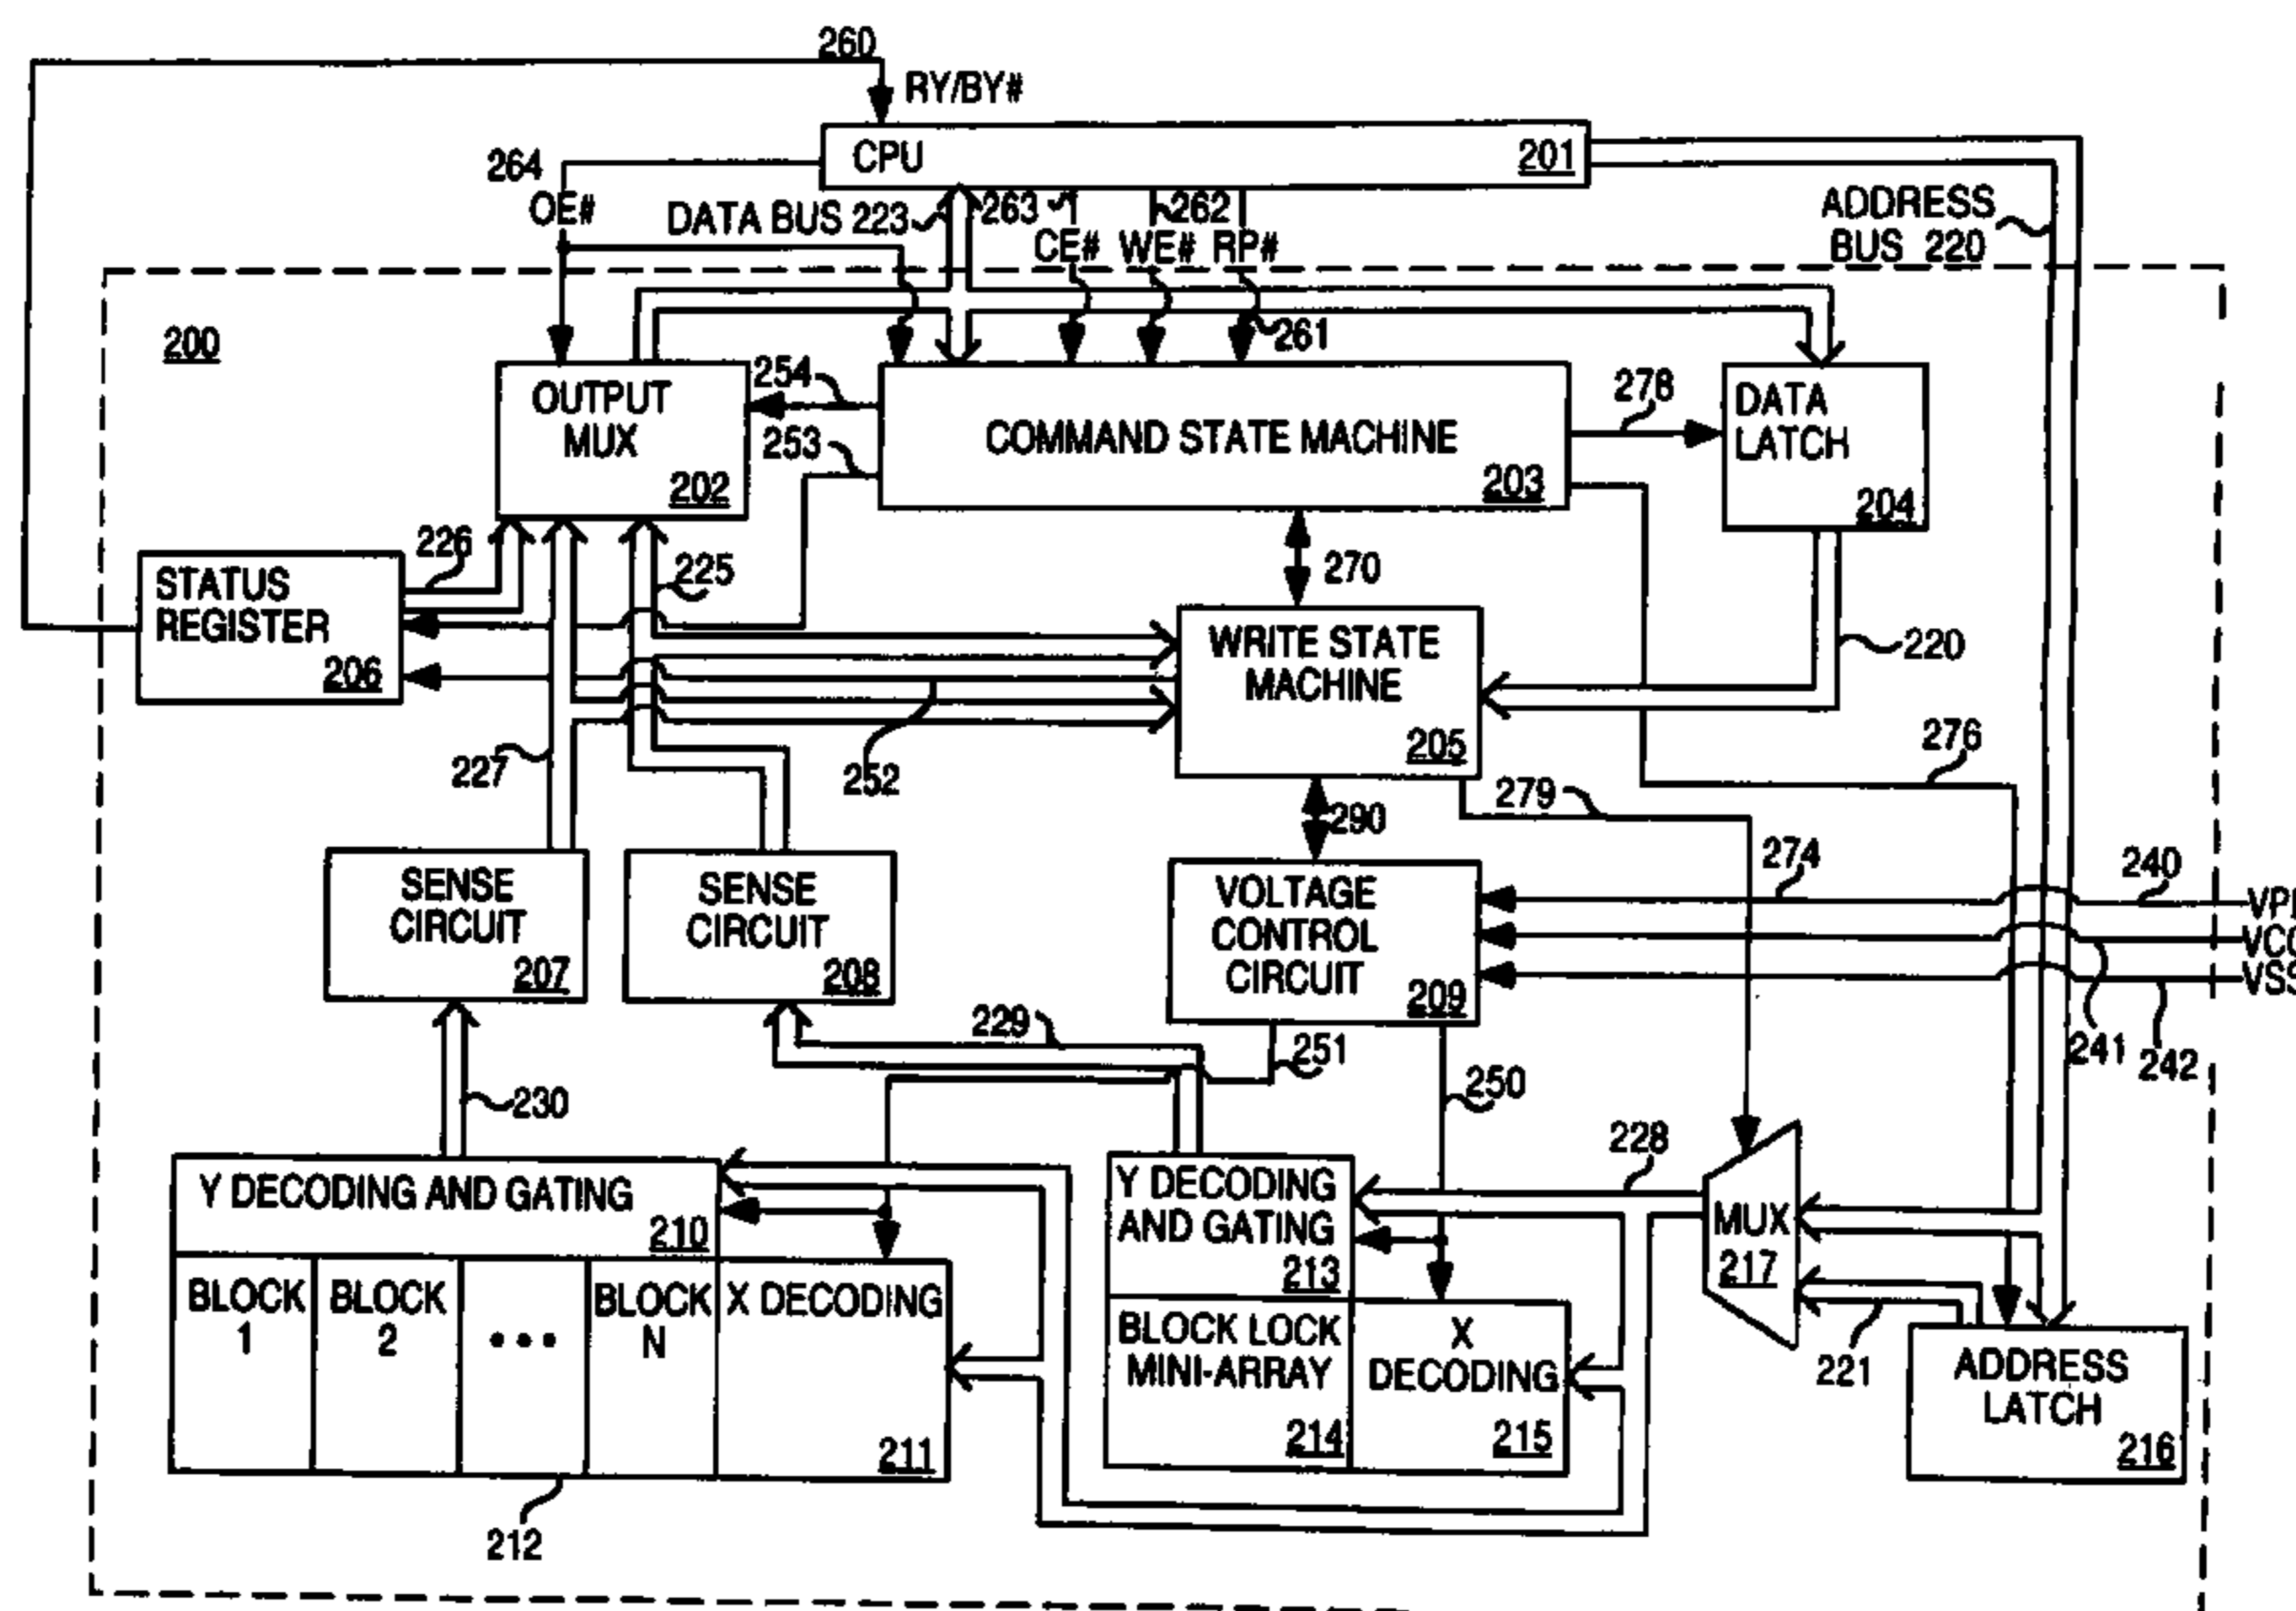 260
RY/BY#
CPU 201
264
OE#
DATA BUS 223
263
CE#
262
WE#
RP#
261
ADDRESS
BUS 220
200
OUTPUT
MUX
202
254
253
COMMAND STATE MACHINE
203
278
DATA
LATCH
204
226
225
STATUS
REGISTER
206
270
WRITE STATE
MACHINE
205
220
227
252
276
279
290
274
240
SENSE
CIRCUIT
207
SENSE
CIRCUIT
208
VOLTAGE
CONTROL
CIRCUIT
209
VSS
241
242
229
251
250
230
228
Y DECODING AND GATING
210
BLOCK
1
BLOCK
2
•••
BLOCK
N
X DECODING
211
212
Y DECODING
AND GATING
213
BLOCK LOCK
MINI-ARRAY
214
X
DECODING
215
MUX
217
221
ADDRESS
LATCH
216